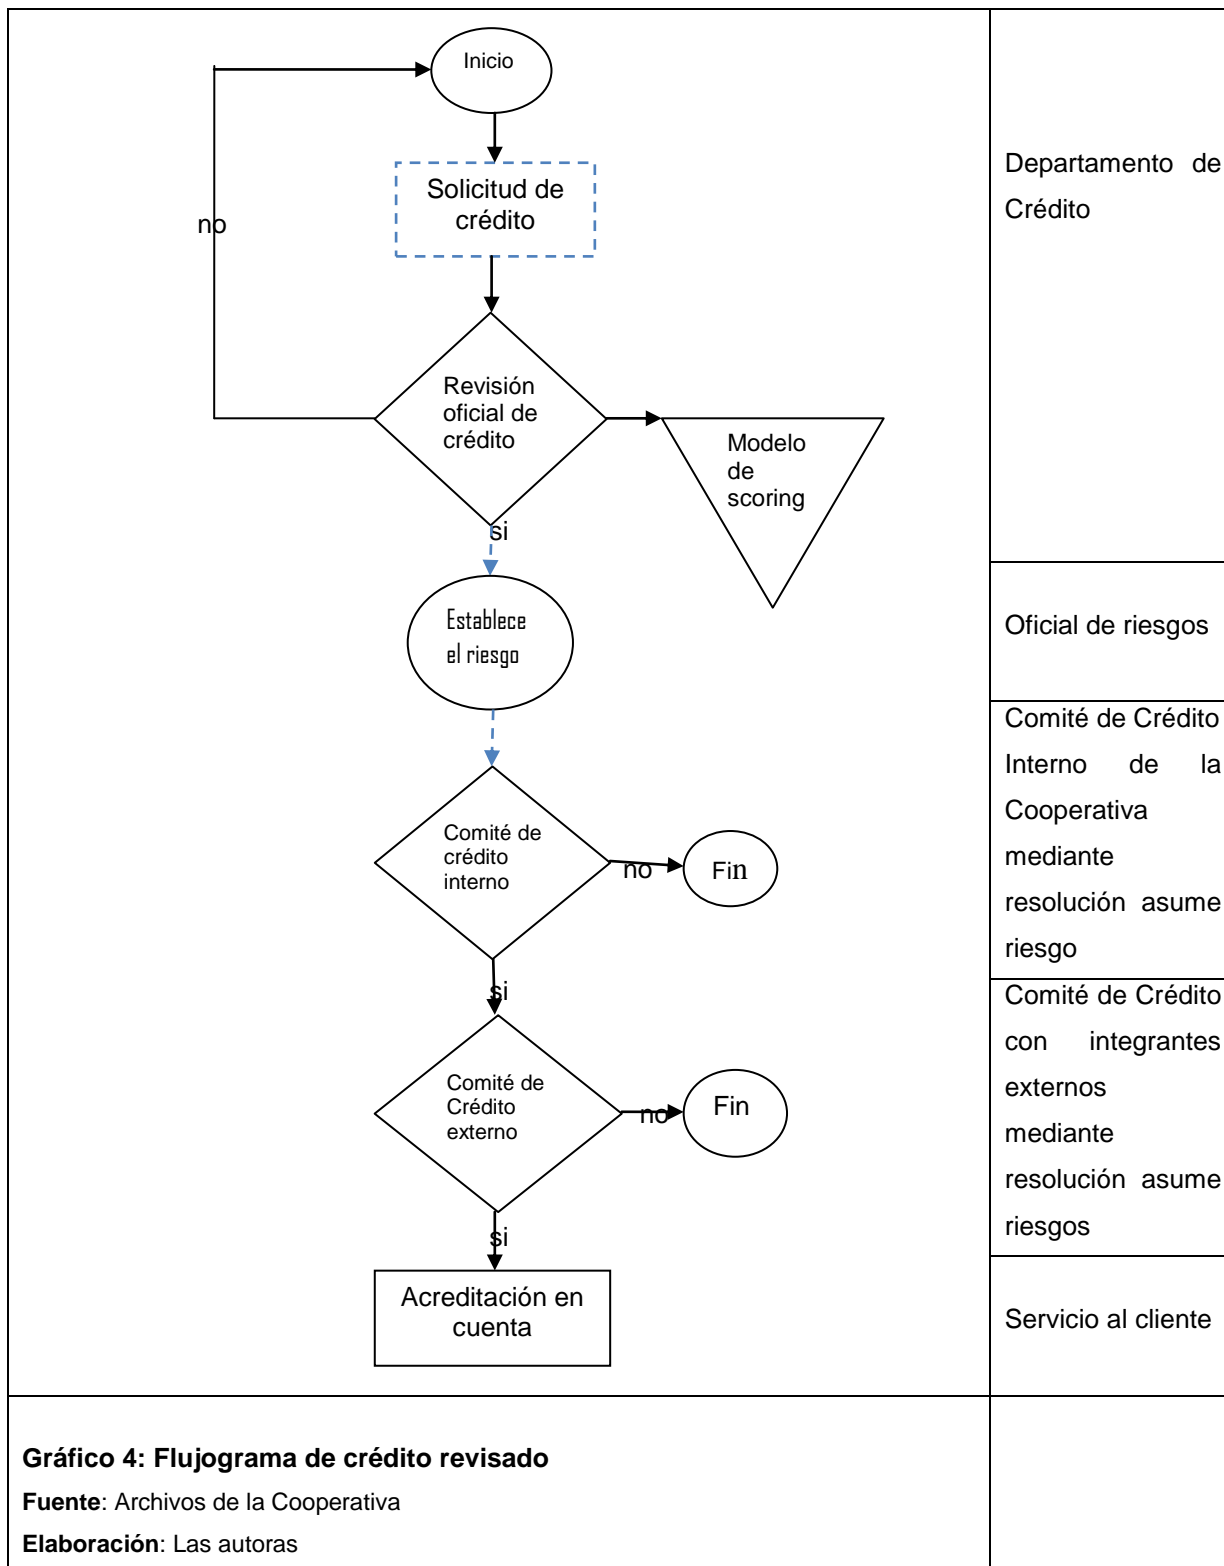 Inicio
Solicitud de
crédito
no
Revisión
oficial de
crédito
Modelo
de
scoring
si
Establece
el riesgo
Comité de
crédito
interno
no
Fin
si
Comité de
Crédito
externo
no
Fin
si
Acreditación en
cuenta
Departamento de
Crédito
Oficial de riesgos
Comité de Crédito
Interno de la
Cooperativa
mediante
resolución asume
riesgo
Comité de Crédito
con integrantes
externos
mediante
resolución asume
riesgos
Servicio al cliente
Gráfico 4: Flujograma de crédito revisado
Fuente: Archivos de la Cooperativa
Elaboración: Las autoras